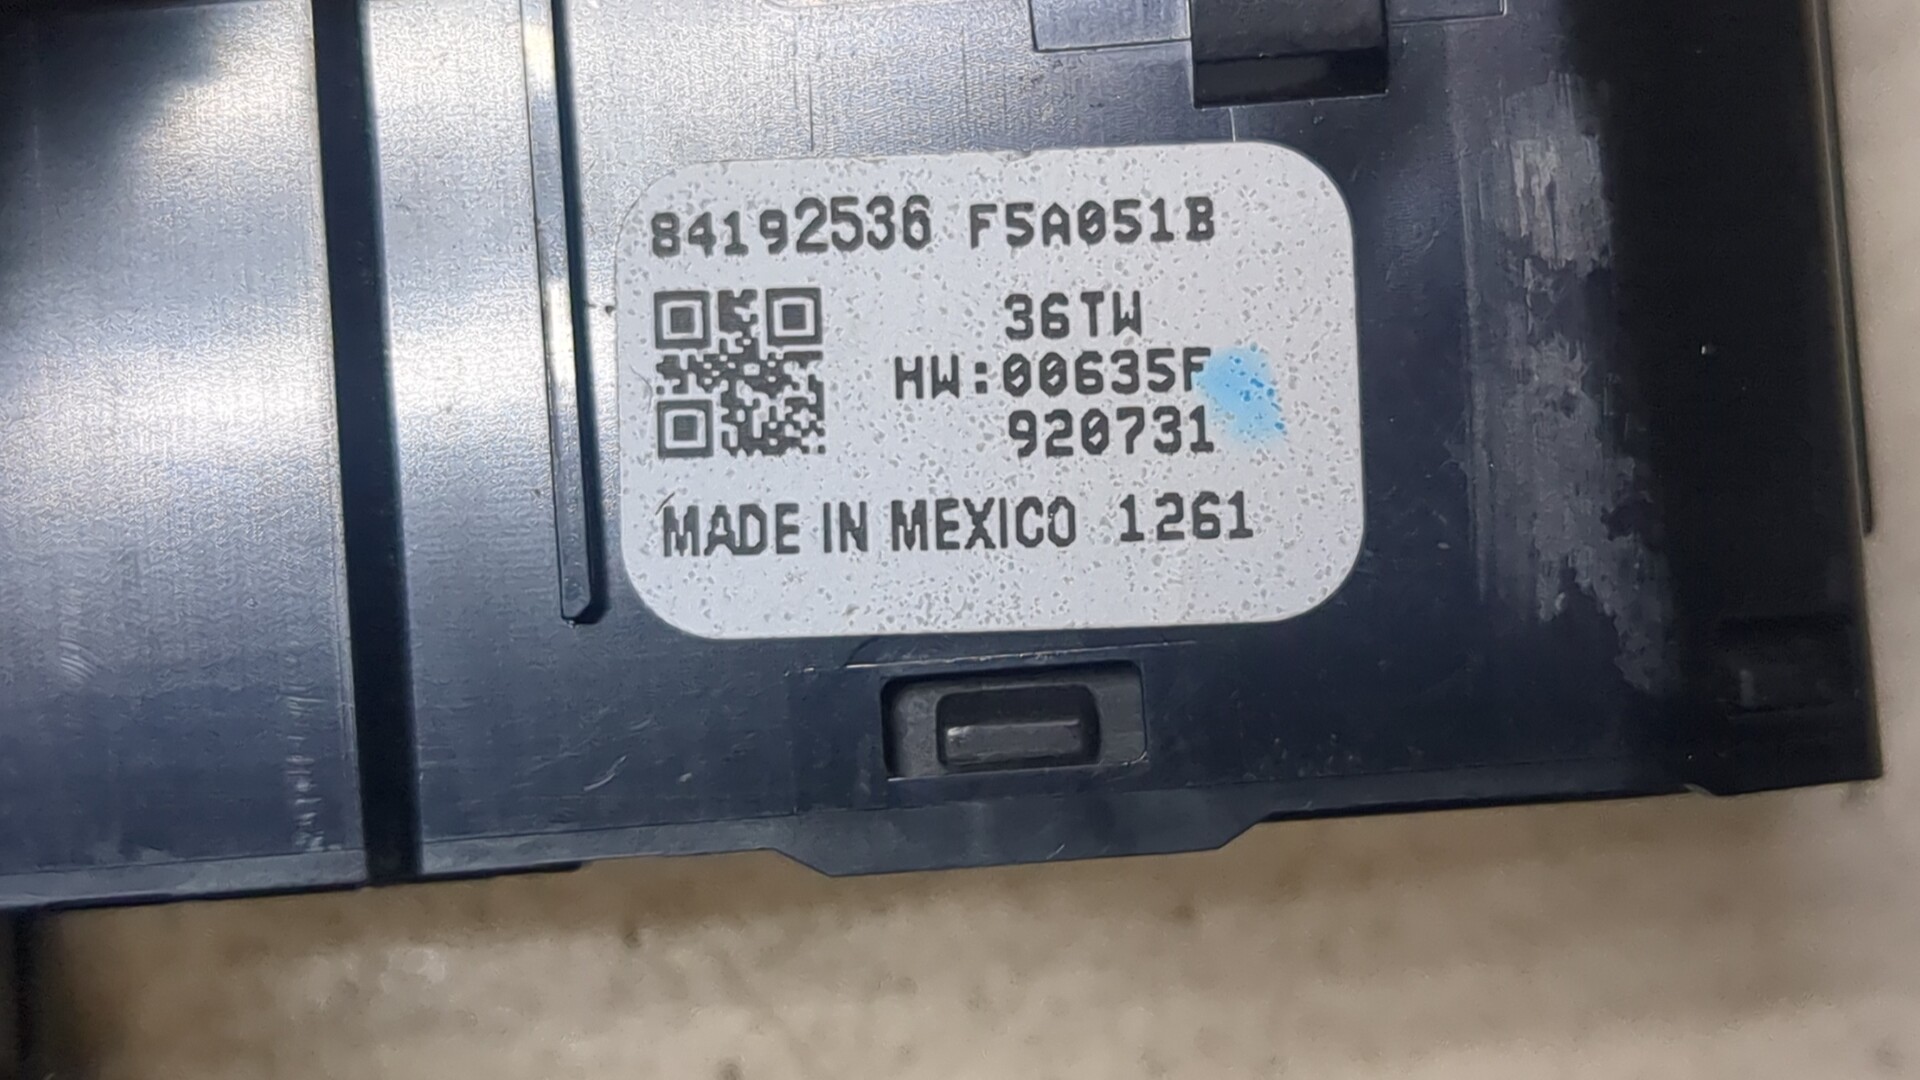 84192536 F5A051B
36TW
HW:00635F
920731
MADE IN MEXICO 1261